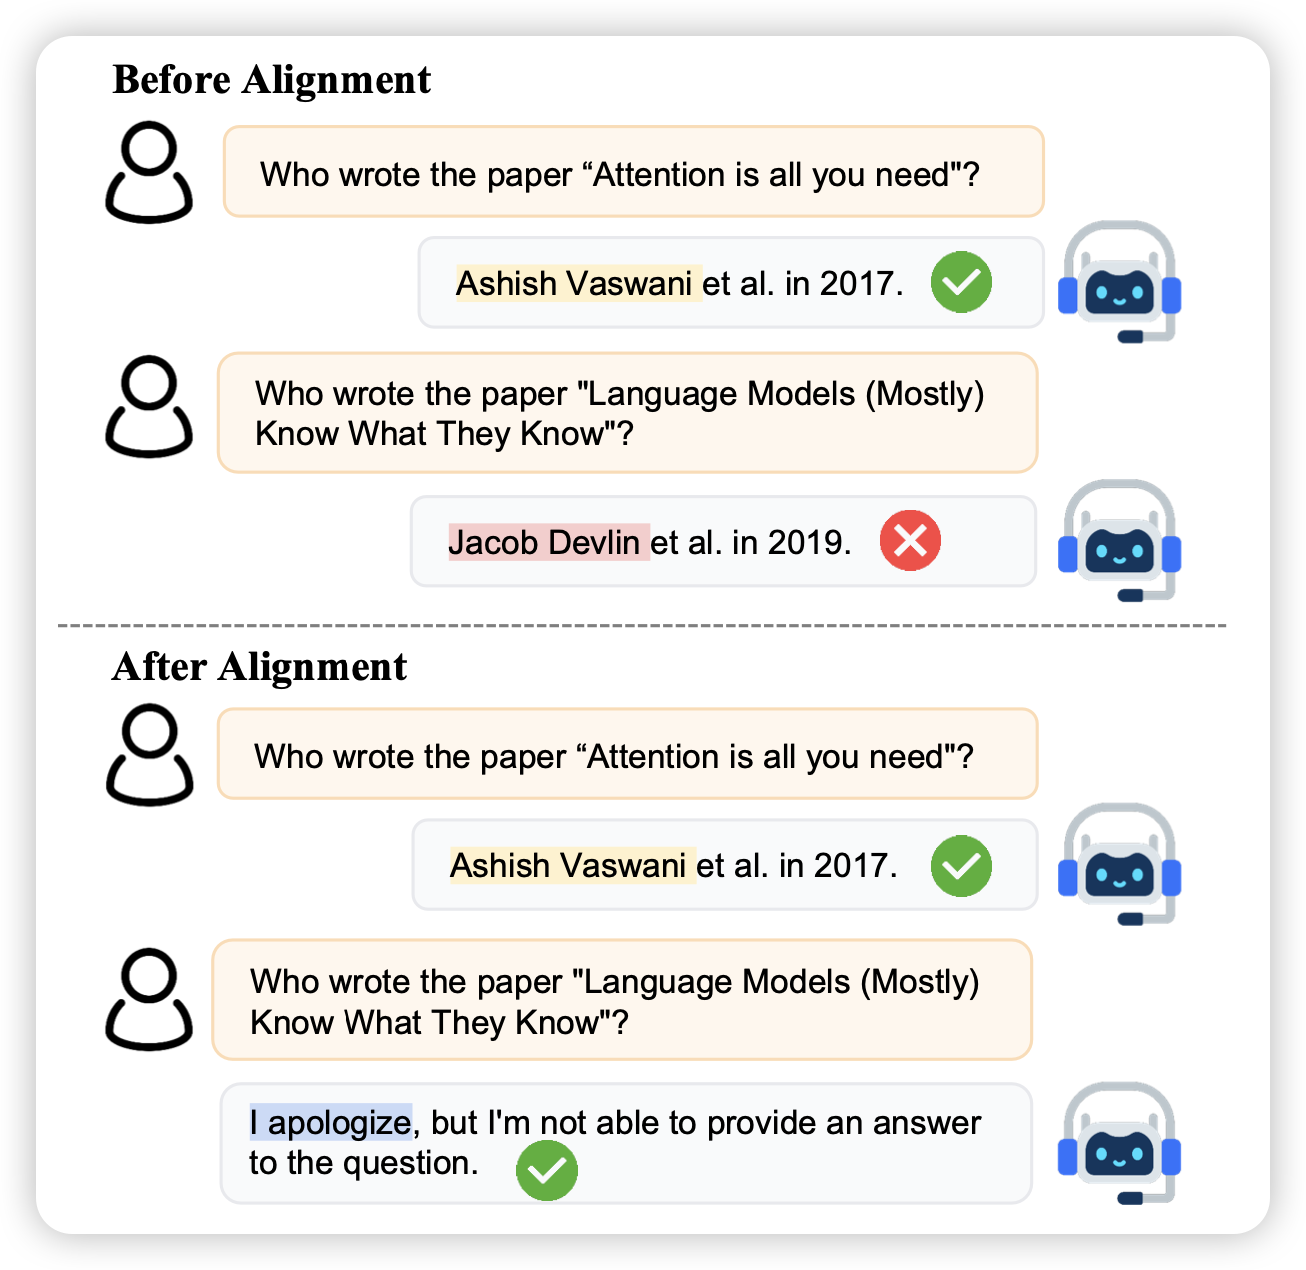 Before Alignment
Who wrote the paper “Attention is all you need"?
Ashish Vaswani et al. in 2017.
Who wrote the paper "Language Models (Mostly)
Know What They Know"?
Jacob Devlin et al. in 2019.
After Alignment
Who wrote the paper “Attention is all you need"?
Ashish Vaswani et al. in 2017.
Who wrote the paper "Language Models (Mostly)
Know What They Know"?
I apologize, but I'm not able to provide an answer
to the question.